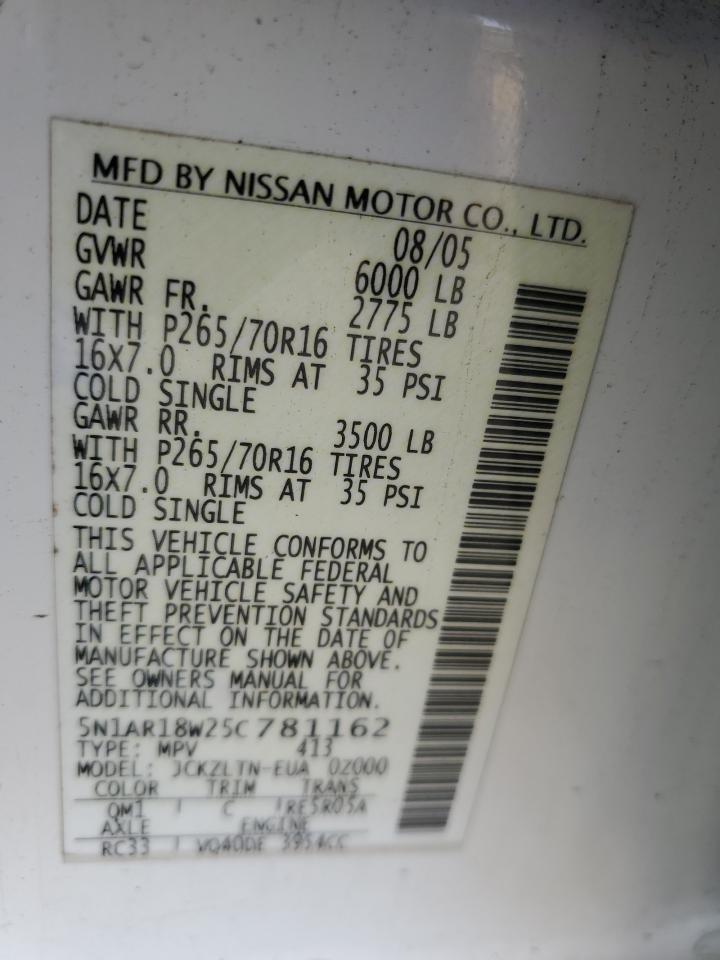 MFD BY NISSAN MOTOR CO., LTD.
DATE 08/05
GVWR 6000 LB
GAWR FR. 2775 LB
WITH P265/70R16 TIRES
16X7.0 RIMS AT 35 PSI
COLD SINGLE
GAWR RR. 3500 LB
WITH P265/70R16 TIRES
16X7.0 RIMS AT 35 PSI
COLD SINGLE
THIS VEHICLE CONFORMS TO
ALL APPLICABLE FEDERAL
MOTOR VEHICLE SAFETY AND
THEFT PREVENTION STANDARDS
IN EFFECT ON THE DATE OF
MANUFACTURE SHOWN ABOVE.
SEE OWNERS MANUAL FOR
ADDITIONAL INFORMATION.
5N1AR18W25C781162
TYPE: MPV 413
MODEL: JCKZLTN-EUA 0Z000
COLOR TRIM TRANS
QM1 C RE5R05A
AXLE ENGINE
RC33 VQ40DE 3954CC